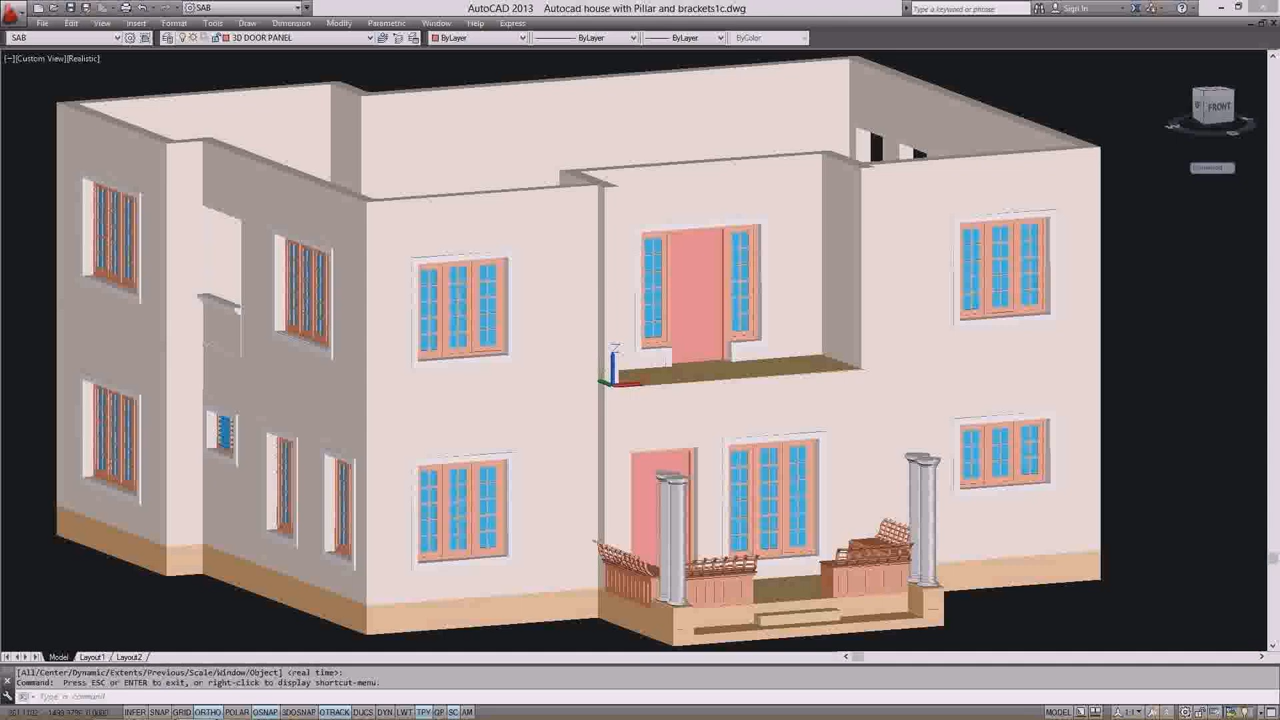 SAB
AutoCAD 2013 Autocad house with Pillar and brackets1c.dwg
Type a keyword or phrase
Sign In
File Edit View Insert Format Tools Draw Dimension Modify Parametric Window Help Express
SAB
3D DOOR PANEL
ByLayer
ByLayer
ByLayer
ByColor
[−][Custom View][Realistic]
FRONT
Z
Model Layout1 Layout2
[All/Center/Dynamic/Extents/Previous/Scale/Window/Object] <real time>:
Command: Press ESC or ENTER to exit, or right-click to display shortcut-menu.
Type a command
INFER SNAP GRID ORTHO POLAR OSNAP 3DOSNAP OTRACK DUCS DYN LWT TPY QP SC AM
MODEL
1:1